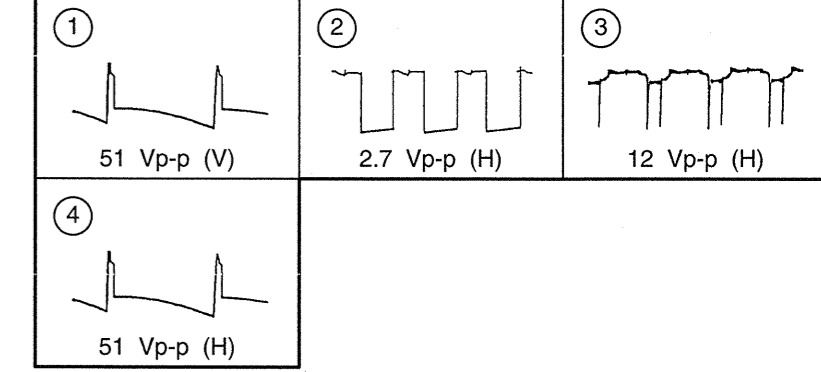 ① ② ③
51 Vp-p (V) 2.7 Vp-p (H) 12 Vp-p (H)
④
51 Vp-p (H)